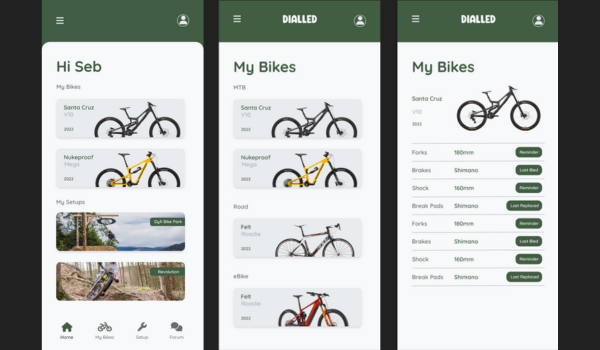 Hi Seb
My Bikes
Santa Cruz
V10
2022
Nukeproof
Mega
2022
My Setups
Dyfi Bike Park
Revolution
Home
My Bikes
Setup
Forum
DIALLED
My Bikes
MTB
Santa Cruz
V10
2022
Nukeproof
Mega
2022
Road
Felt
Roadie
2022
eBike
Felt
Roadie
2022
DIALLED
My Bikes
Santa Cruz
V10
2022
Forks 180mm Reminder
Brakes Shimano Last Bled
Shock 160mm Reminder
Break Pads Shimano Last Replaced
Forks 180mm Reminder
Brakes Shimano Last Bled
Shock 160mm Reminder
Break Pads Shimano Last Replaced